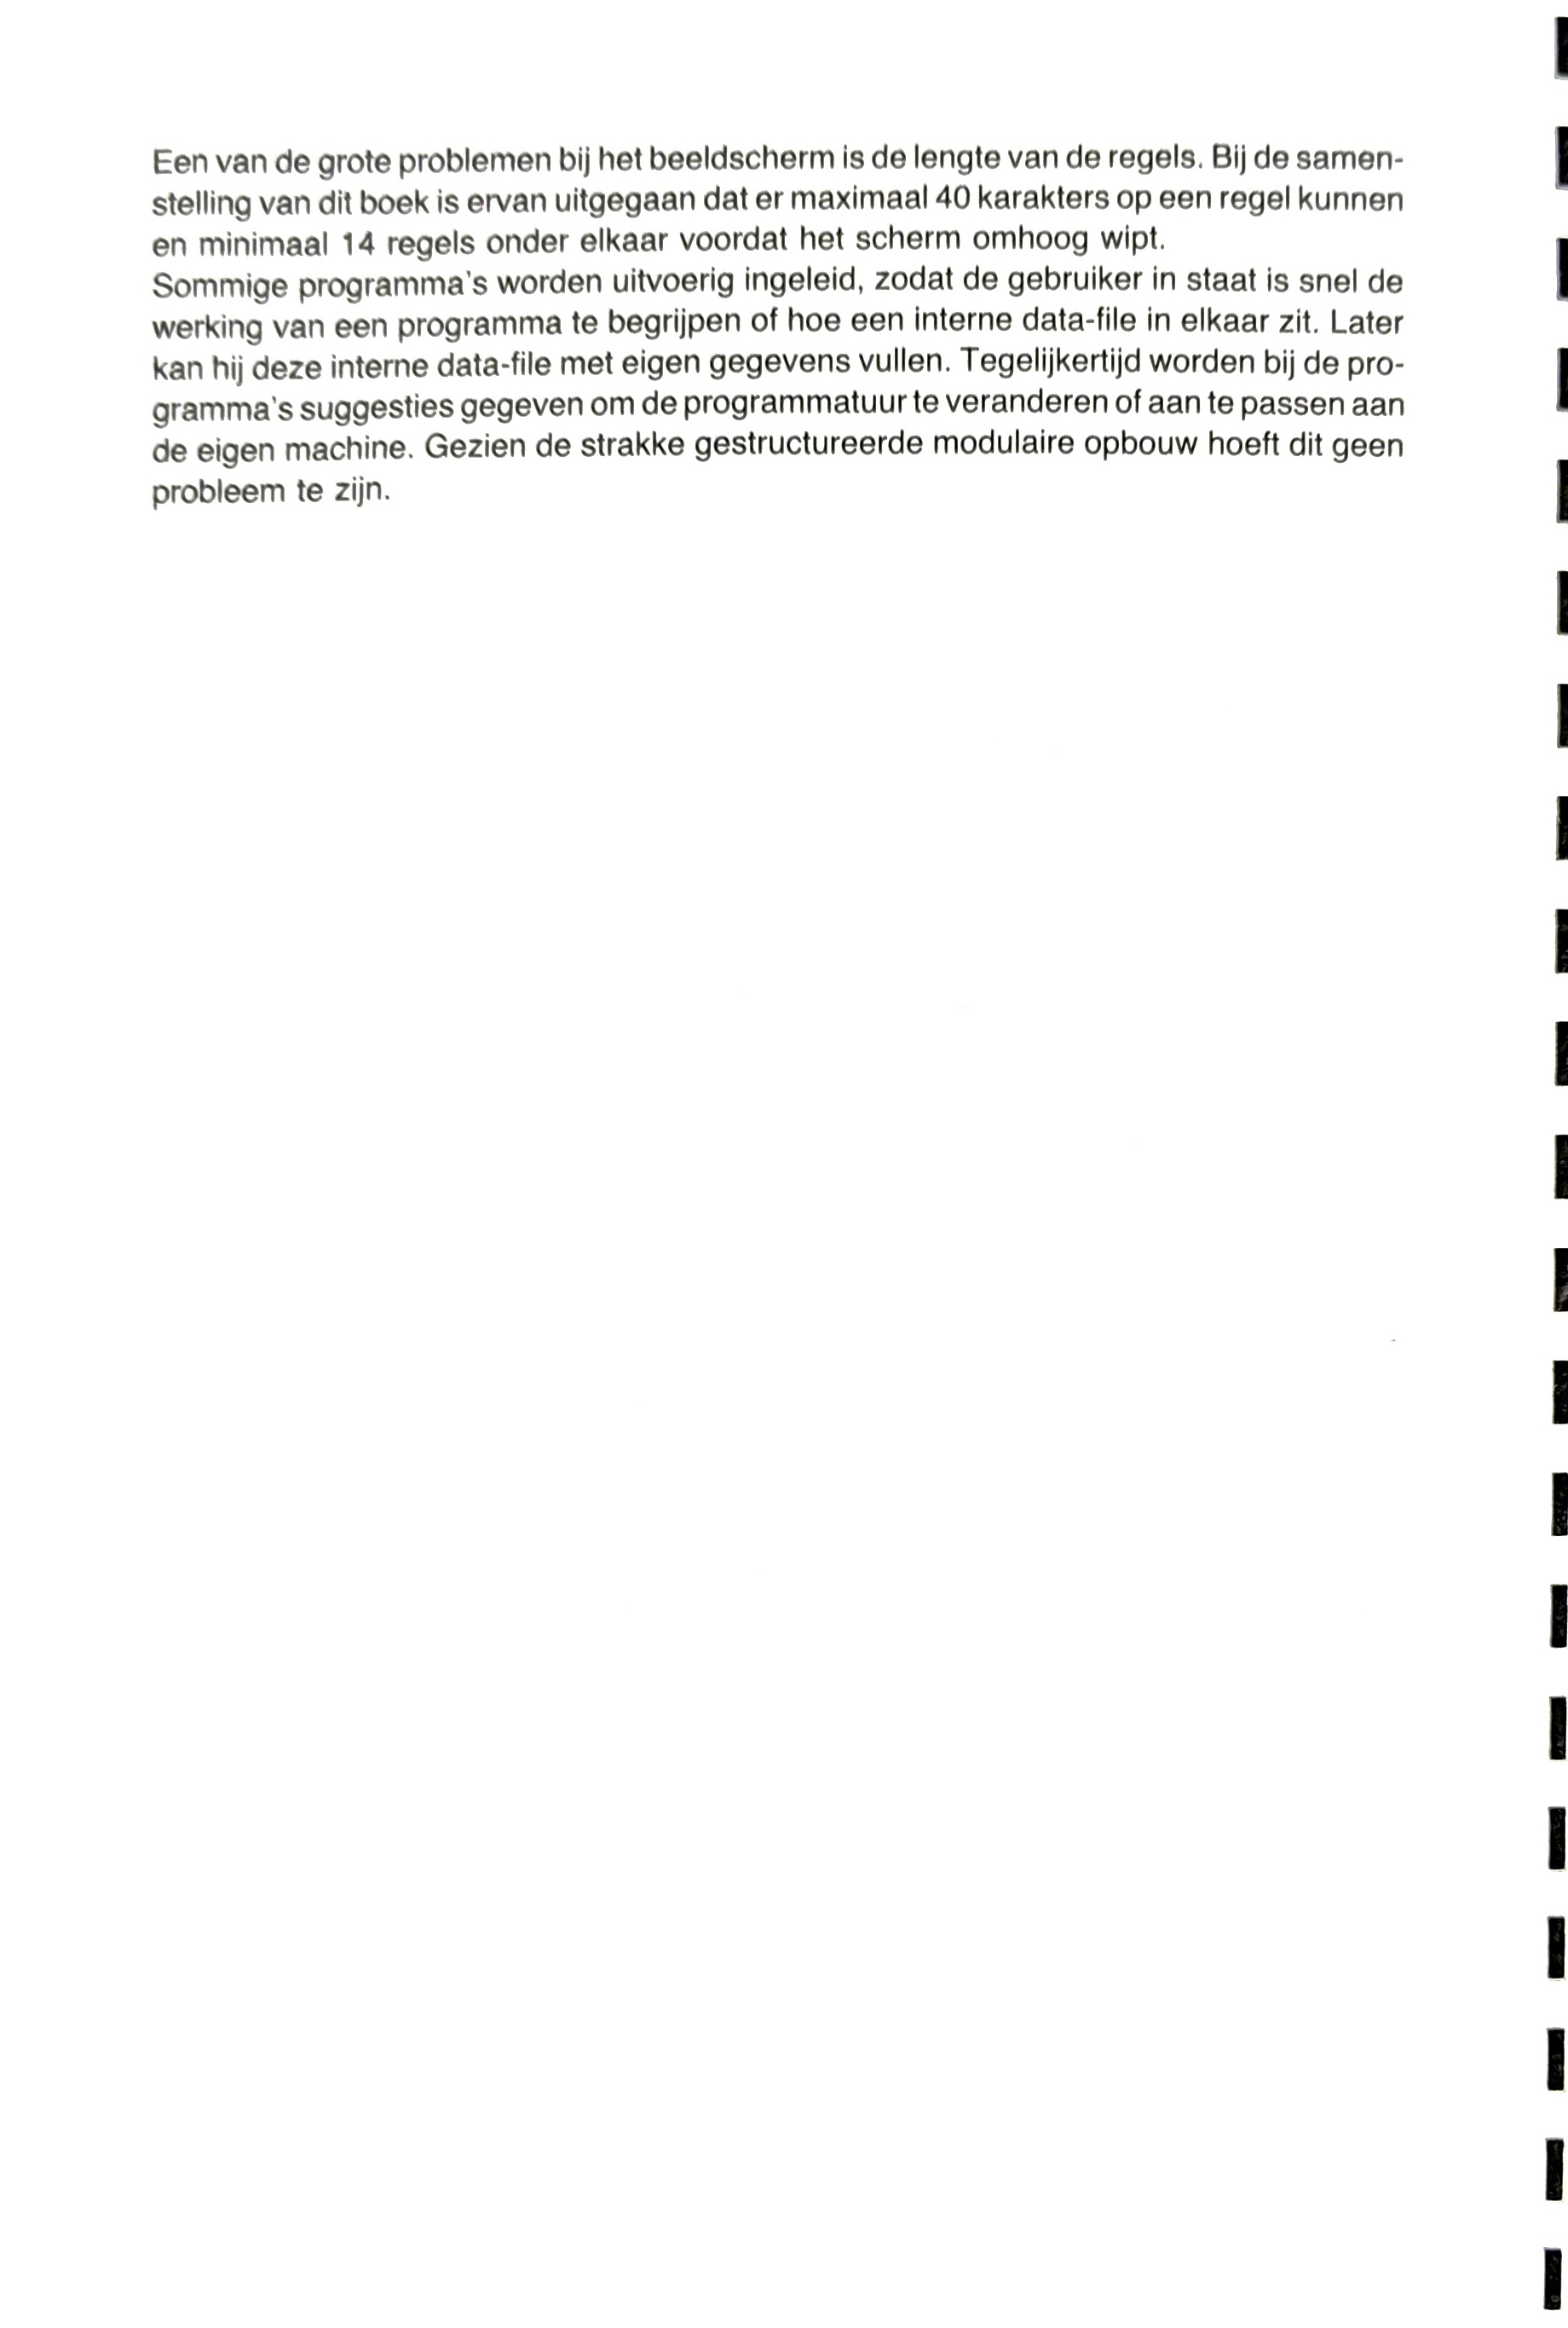 Een van de grote problemen bij het beeldscherm is de lengte van de regels. Bij de samen-
stelling van dit boek is ervan uitgegaan dat er maximaal 40 karakters op een regel kunnen
en minimaal 14 regels onder elkaar voordat het scherm omhoog wipt.
Sommige programma's worden uitvoerig ingeleid, zodat de gebruiker in staat is snel de
werking van een programma te begrijpen of hoe een interne data-file in elkaar zit. Later
kan hij deze interne data-file met eigen gegevens vullen. Tegelijkertijd worden bij de pro-
gramma's suggesties gegeven om de programmatuur te veranderen of aan te passen aan
de eigen machine. Gezien de strakke gestructureerde modulaire opbouw hoeft dit geen
probleem te zijn.